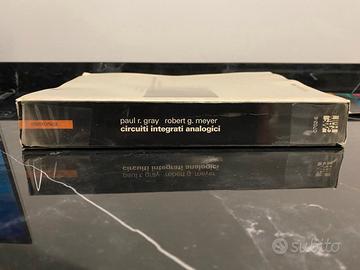 paul r. gray robert g. meyer
circuiti integrati analogici
subito